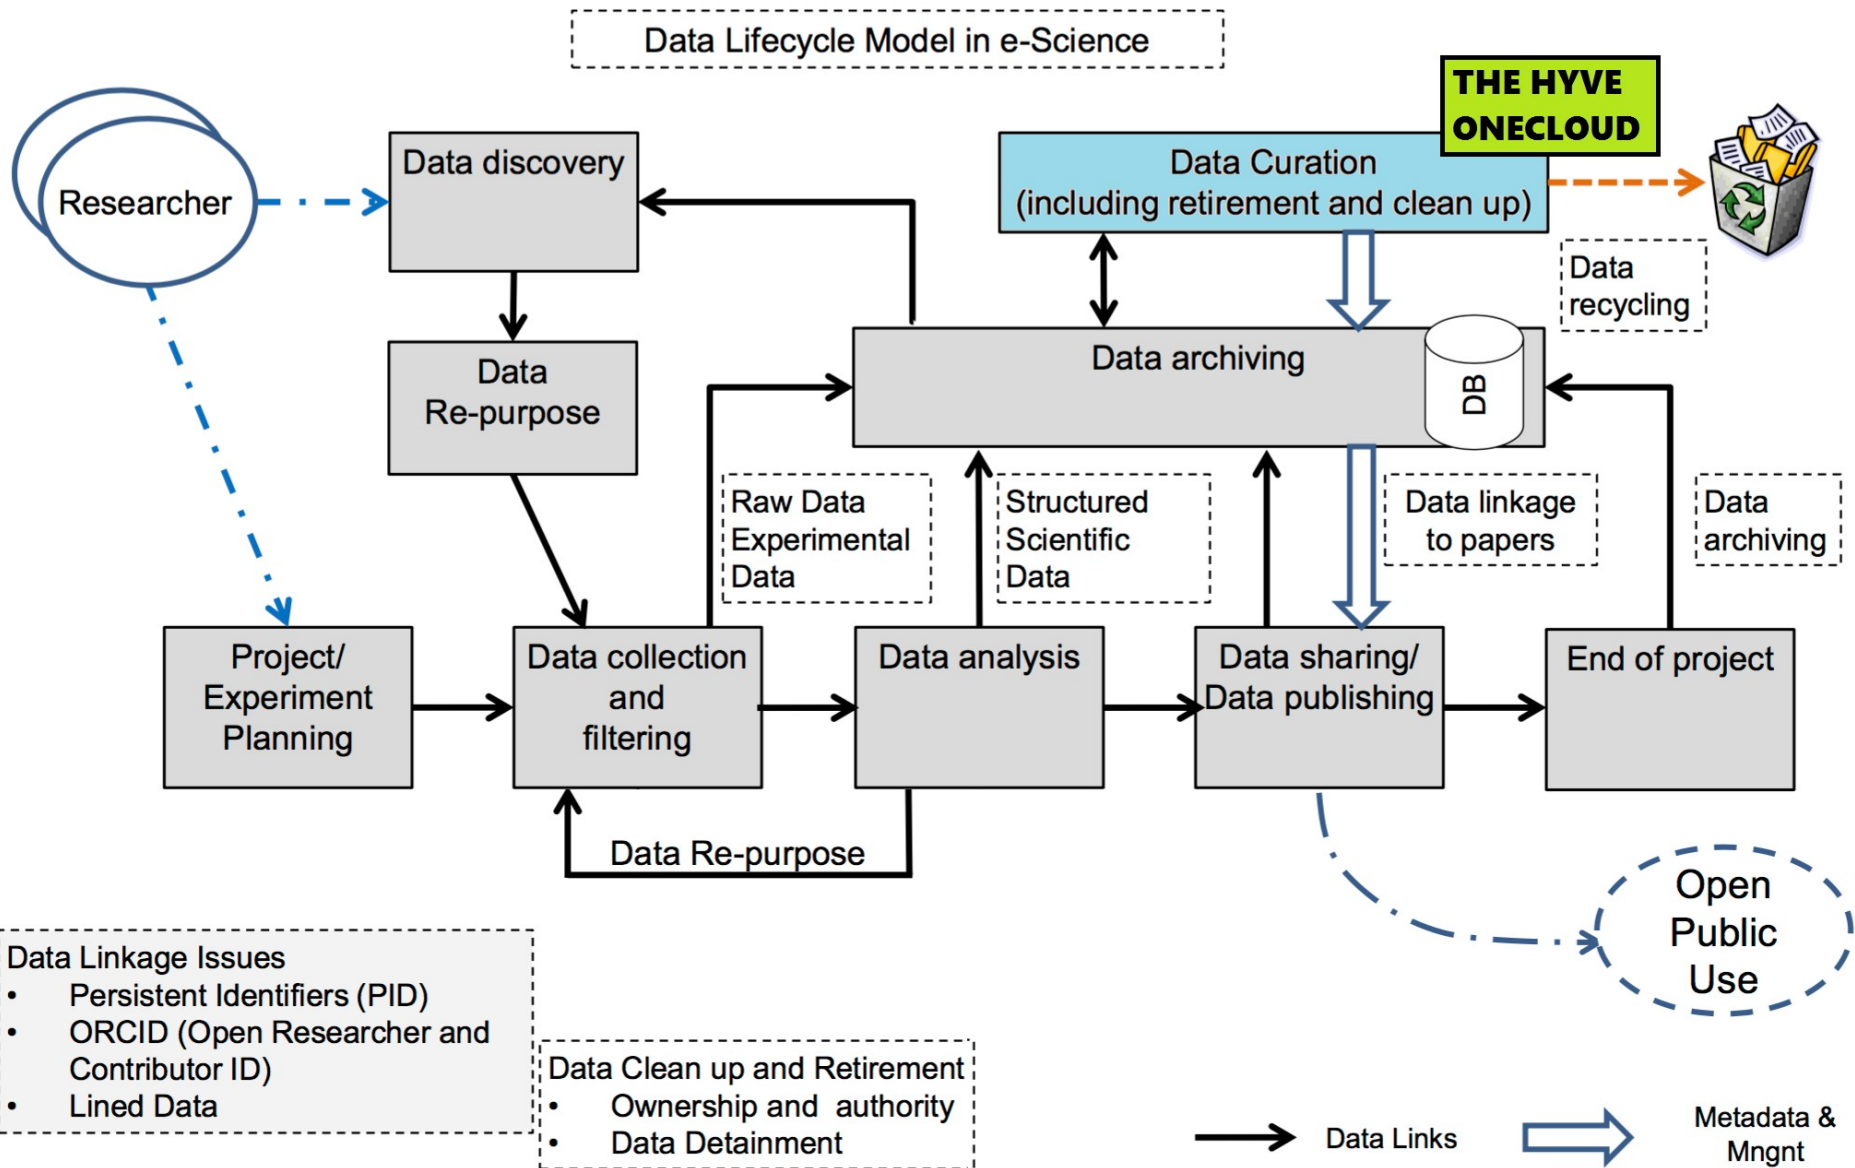 Data Lifecycle Model in e-Science
THE HYVE
ONECLOUD
Researcher
Data discovery
Data Curation
(including retirement and clean up)
Data
recycling
Data
Re-purpose
Data archiving
DB
Raw Data
Experimental
Data
Structured
Scientific
Data
Data linkage
to papers
Data
archiving
Project/
Experiment
Planning
Data collection
and
filtering
Data analysis
Data sharing/
Data publishing
End of project
Data Re-purpose
Open
Public
Use
Data Linkage Issues
• Persistent Identifiers (PID)
• ORCID (Open Researcher and
Contributor ID)
• Lined Data
Data Clean up and Retirement
• Ownership and authority
• Data Detainment
Data Links
Metadata &
Mngnt